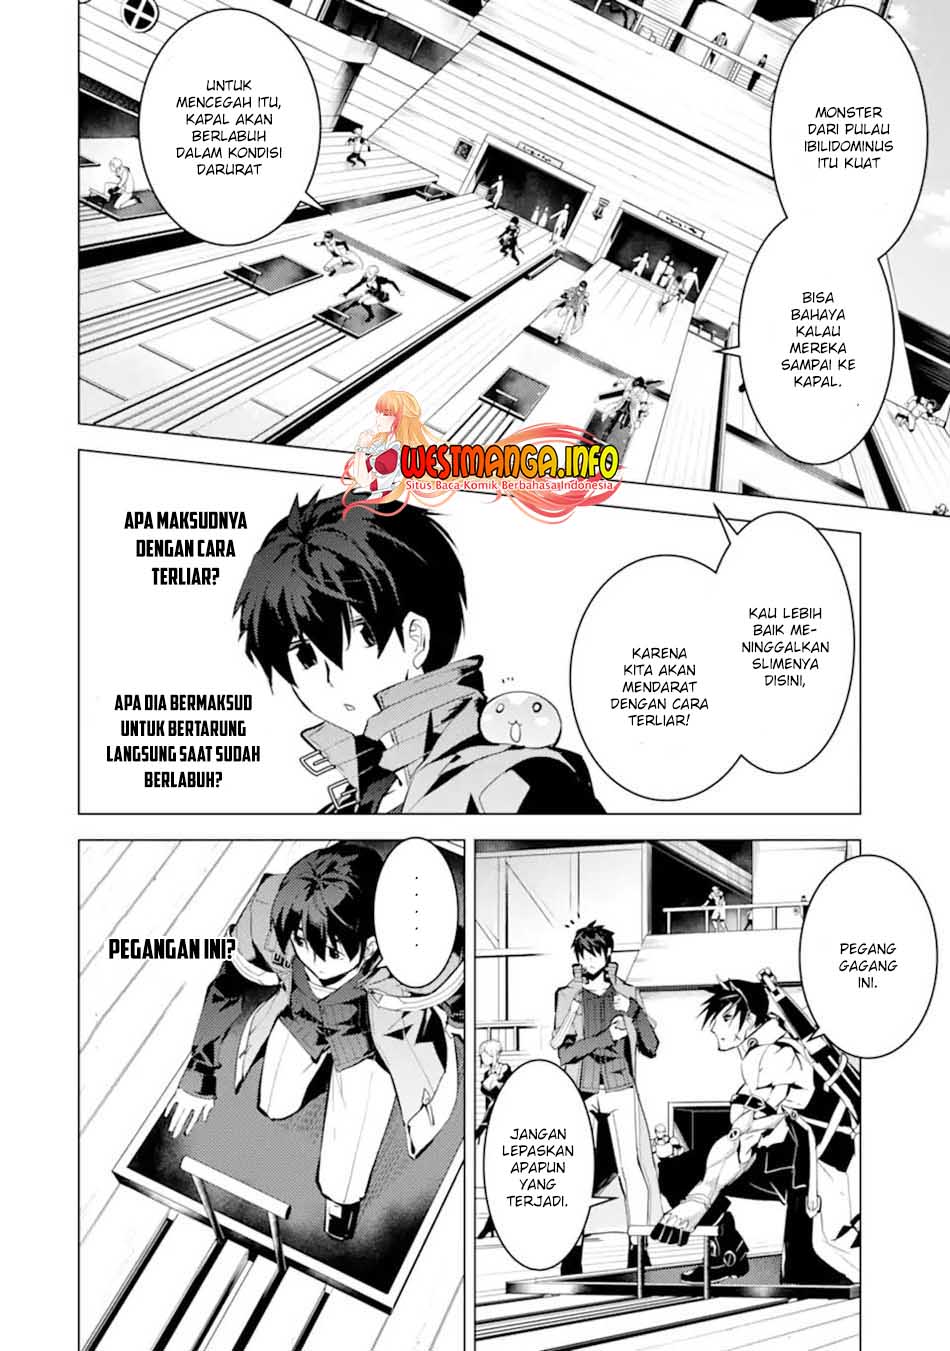 MONSTER
DARI PULAU
IBILIDOMINUS
ITU KUAT
BISA
BAHAYA
KALAU
MEREKA
SAMPAI KE
KAPAL.
UNTUK
MENCEGAH ITU,
KAPAL AKAN
BERLABUH
DALAM KONDISI
DARURAT
WESTMANGA.INFO
Situs Baca Komik Berbahasa Indonesia
KAU LEBIH
BAIK ME-
NINGGALKAN
SLIMENYA
DISINI,
KARENA
KITA AKAN
MENDARAT
DENGAN CARA
TERLIAR!
APA MAKSUDNYA
DENGAN CARA
TERLIAR?
APA DIA BERMAKSUD
UNTUK BERTARUNG
LANGSUNG SAAT SUDAH
BERLABUH?
PEGANG
GAGANG
INI.
JANGAN
LEPASKAN
APAPUN
YANG
TERJADI.
. . . . .
PEGANGAN INI?